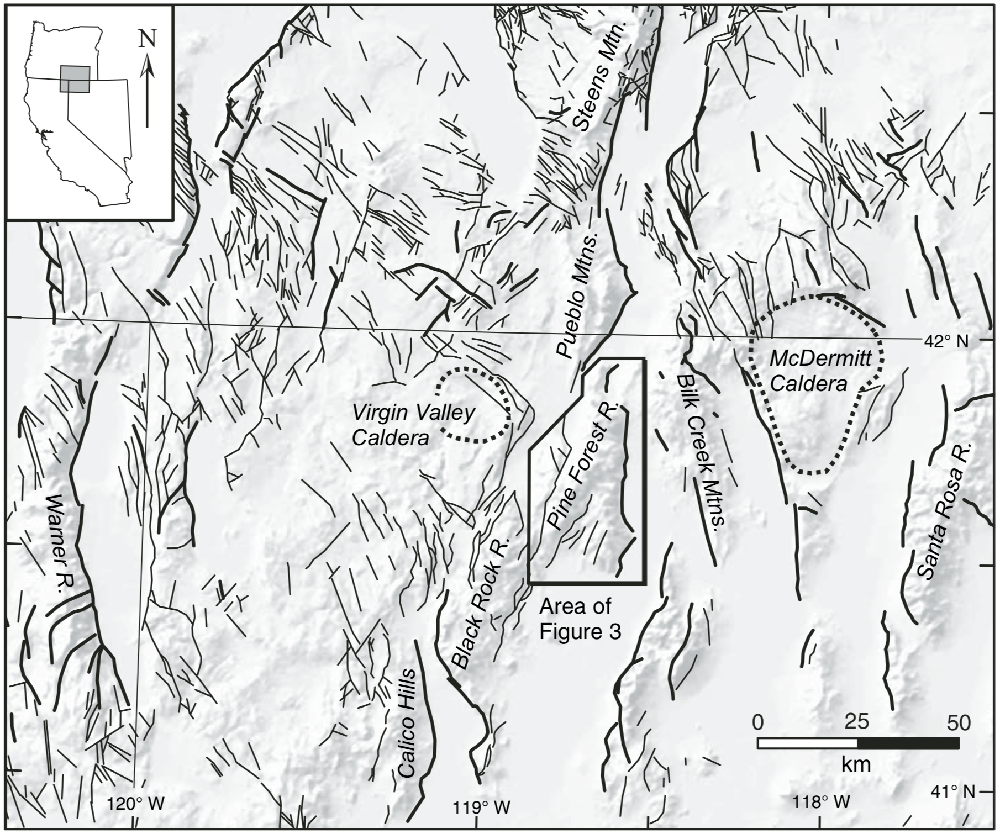 N
Steens Mtn.
Pueblo Mtns.
42° N
McDermitt
Caldera
Virgin Valley
Caldera
Bilk Creek Mtns.
Pine Forest R.
Santa Rosa R.
Warner R.
Black Rock R.
Area of
Figure 3
Calico Hills
0 25 50
km
120° W
119° W
118° W
41° N